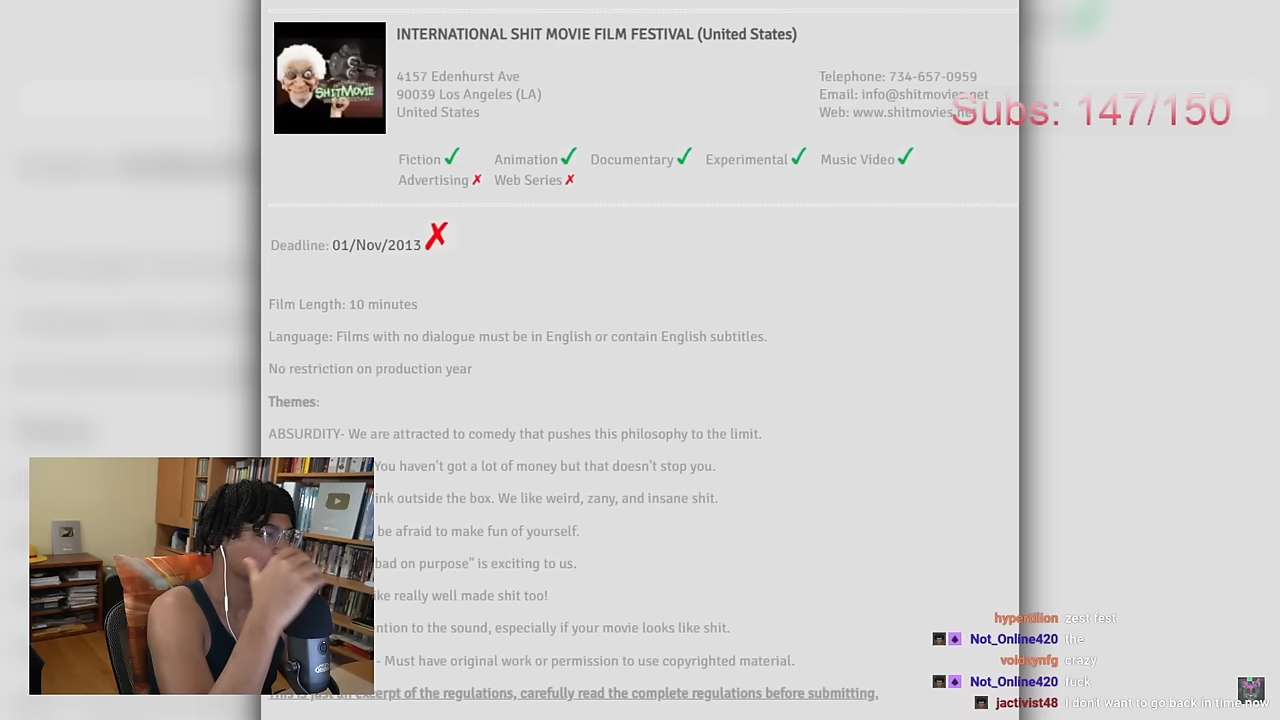 INTERNATIONAL SHIT MOVIE FILM FESTIVAL (United States)
SHITMOVIE
4157 Edenhurst Ave
90039 Los Angeles (LA)
United States
Telephone: 734-657-0959
Email: info@shitmovies.net
Web: www.shitmovies.net
Subs: 147/150
Fiction ✓ Animation ✓ Documentary ✓ Experimental ✓ Music Video ✓
Advertising ✗ Web Series ✗
Deadline: 01/Nov/2013 ✗
Film Length: 10 minutes
Language: Films with no dialogue must be in English or contain English subtitles.
No restriction on production year
Themes:
ABSURDITY- We are attracted to comedy that pushes this philosophy to the limit.
You haven't got a lot of money but that doesn't stop you.
outside the box. We like weird, zany, and insane shit.
be afraid to make fun of yourself.
bad on purpose" is exciting to us.
really well made shit too!
to the sound, especially if your movie looks like shit.
- Must have original work or permission to use copyrighted material.
This is just an excerpt of the regulations, carefully read the complete regulations before submitting.
hyperdilion zest fest
Not_Online420 the
voidxynfg crazy
Not_Online420 fuck
jactivist48 I don't want to go back in time now